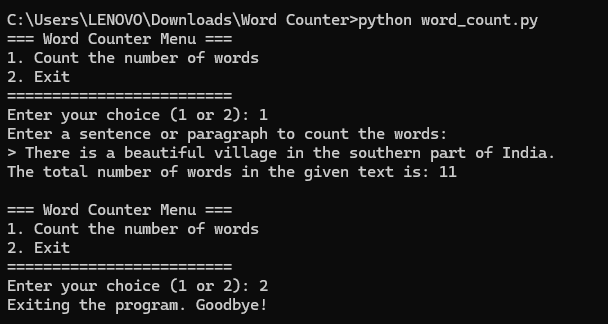 C:\Users\LENOVO\Downloads\Word Counter>python word_count.py
=== Word Counter Menu ===
1. Count the number of words
2. Exit
=========================
Enter your choice (1 or 2): 1
Enter a sentence or paragraph to count the words:
> There is a beautiful village in the southern part of India.
The total number of words in the given text is: 11

=== Word Counter Menu ===
1. Count the number of words
2. Exit
=========================
Enter your choice (1 or 2): 2
Exiting the program. Goodbye!